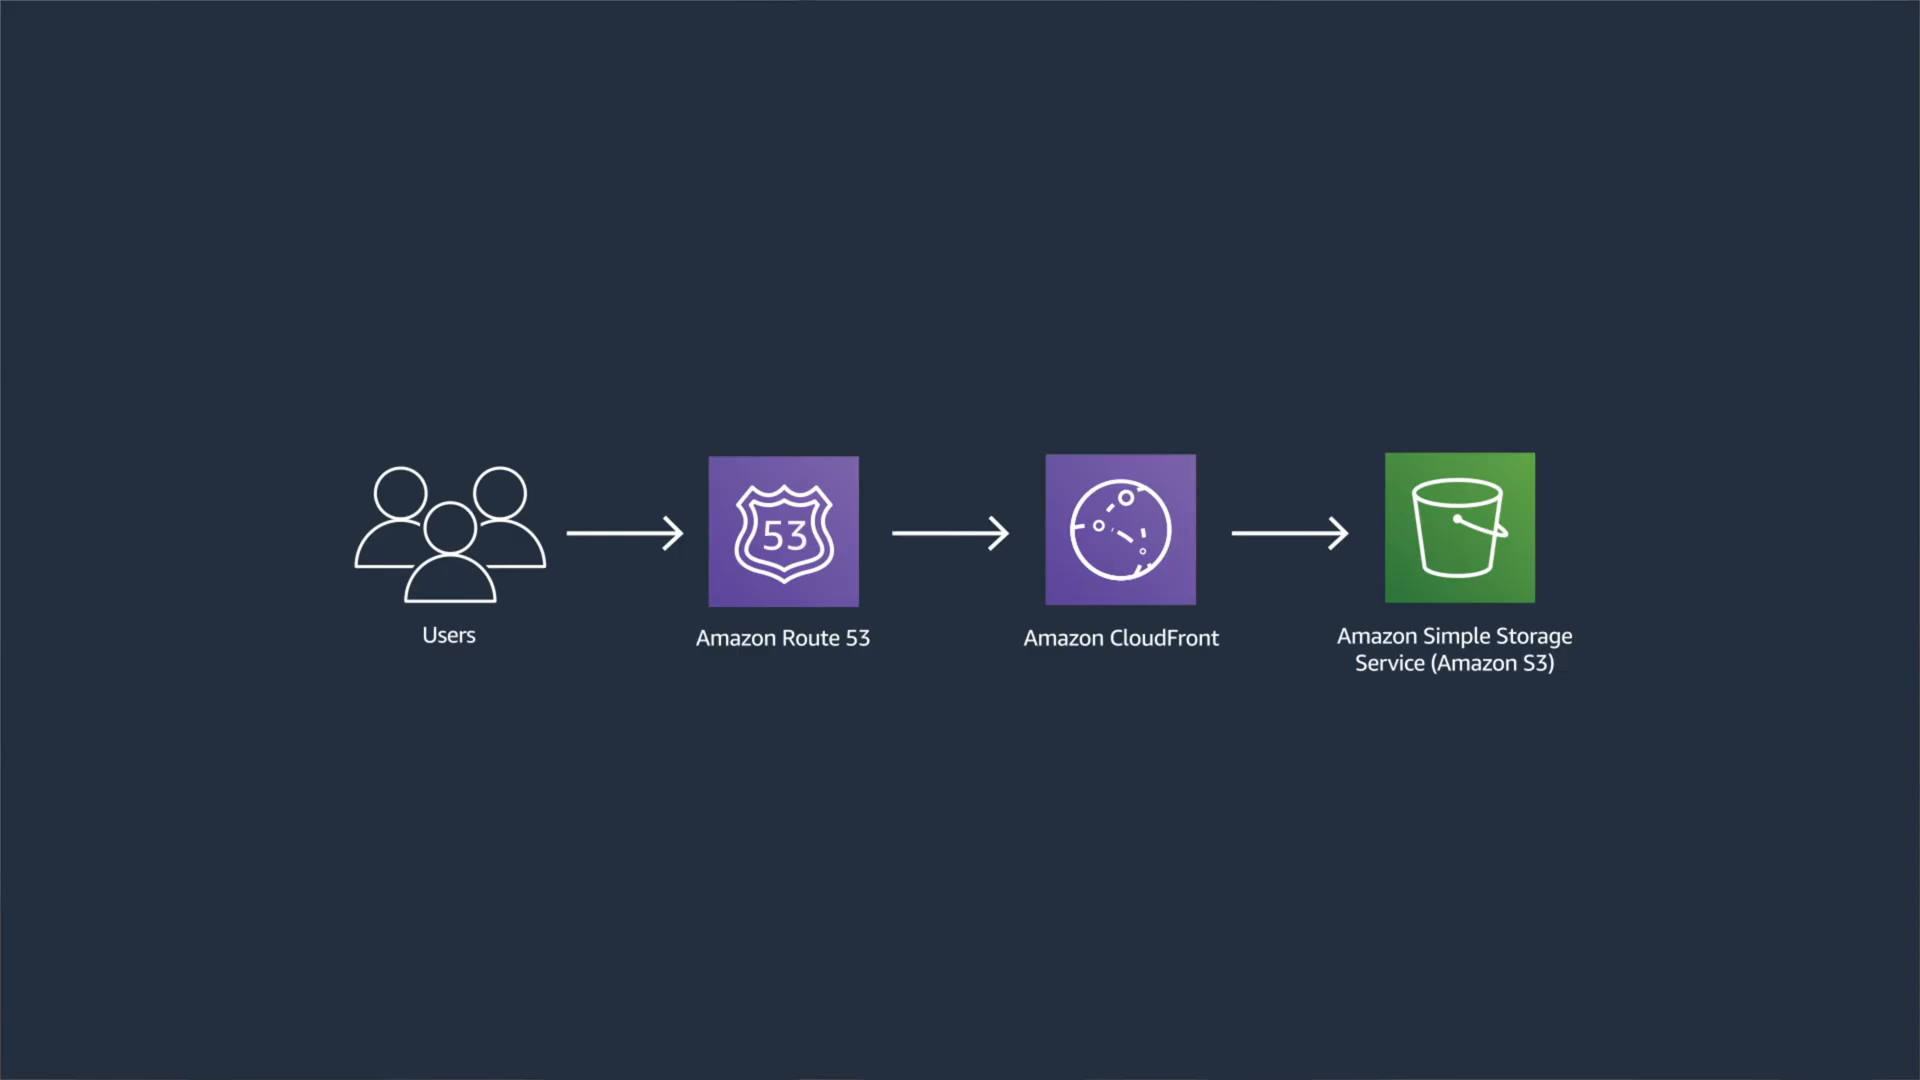 53
Users
Amazon Route 53
Amazon CloudFront
Amazon Simple Storage
Service (Amazon S3)